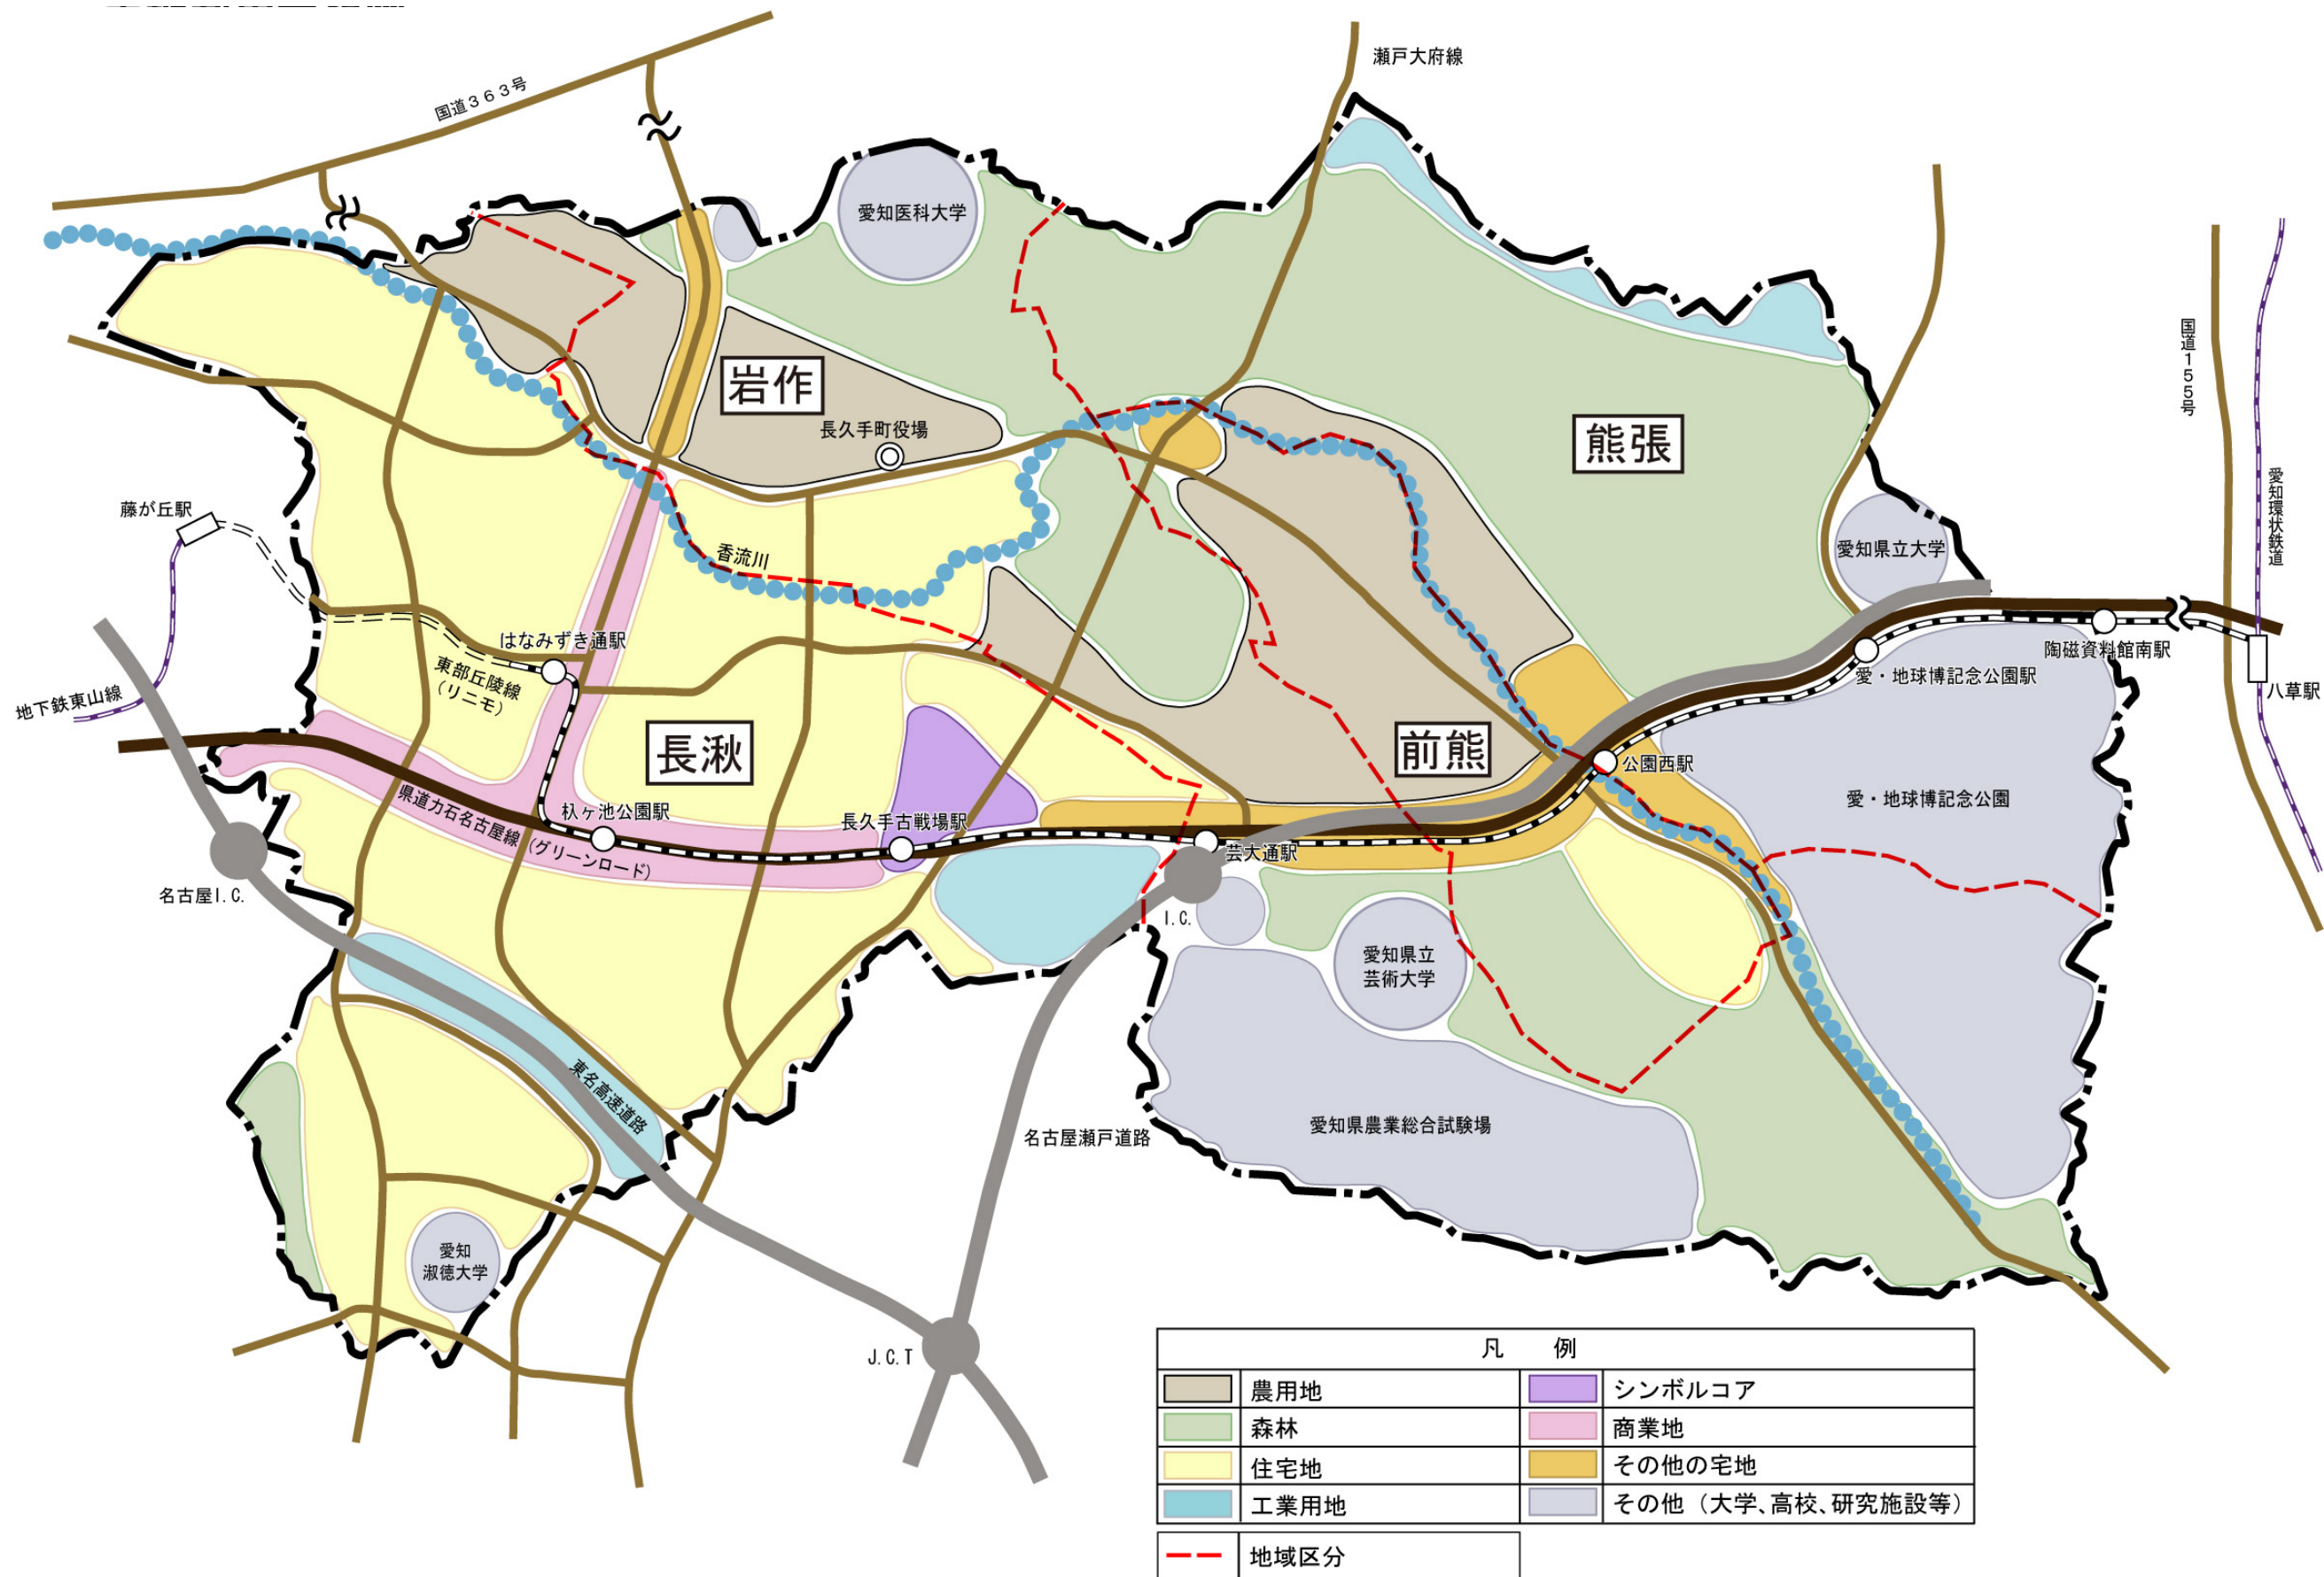 瀬戸大府線
国道363号
愛知医科大学
国道155号
岩作
長久手町役場
熊張
愛知環状鉄道
藤が丘駅
香流川
愛知県立大学
はなみずき通駅
東部丘陵線
(リニモ)
陶磁資料館南駅
愛・地球博記念公園駅
八草駅
地下鉄東山線
長湫
前熊
公園西駅
愛・地球博記念公園
県道力石名古屋線(グリーンロード)
杁ヶ池公園駅
長久手古戦場駅
芸大通駅
名古屋I.C.
I.C.
愛知県立
芸術大学
東名高速道路
名古屋瀬戸道路
愛知県農業総合試験場
愛知
淑徳大学
J.C.T
凡 例
農用地
シンボルコア
森林
商業地
住宅地
その他の宅地
工業用地
その他(大学、高校、研究施設等)
地域区分